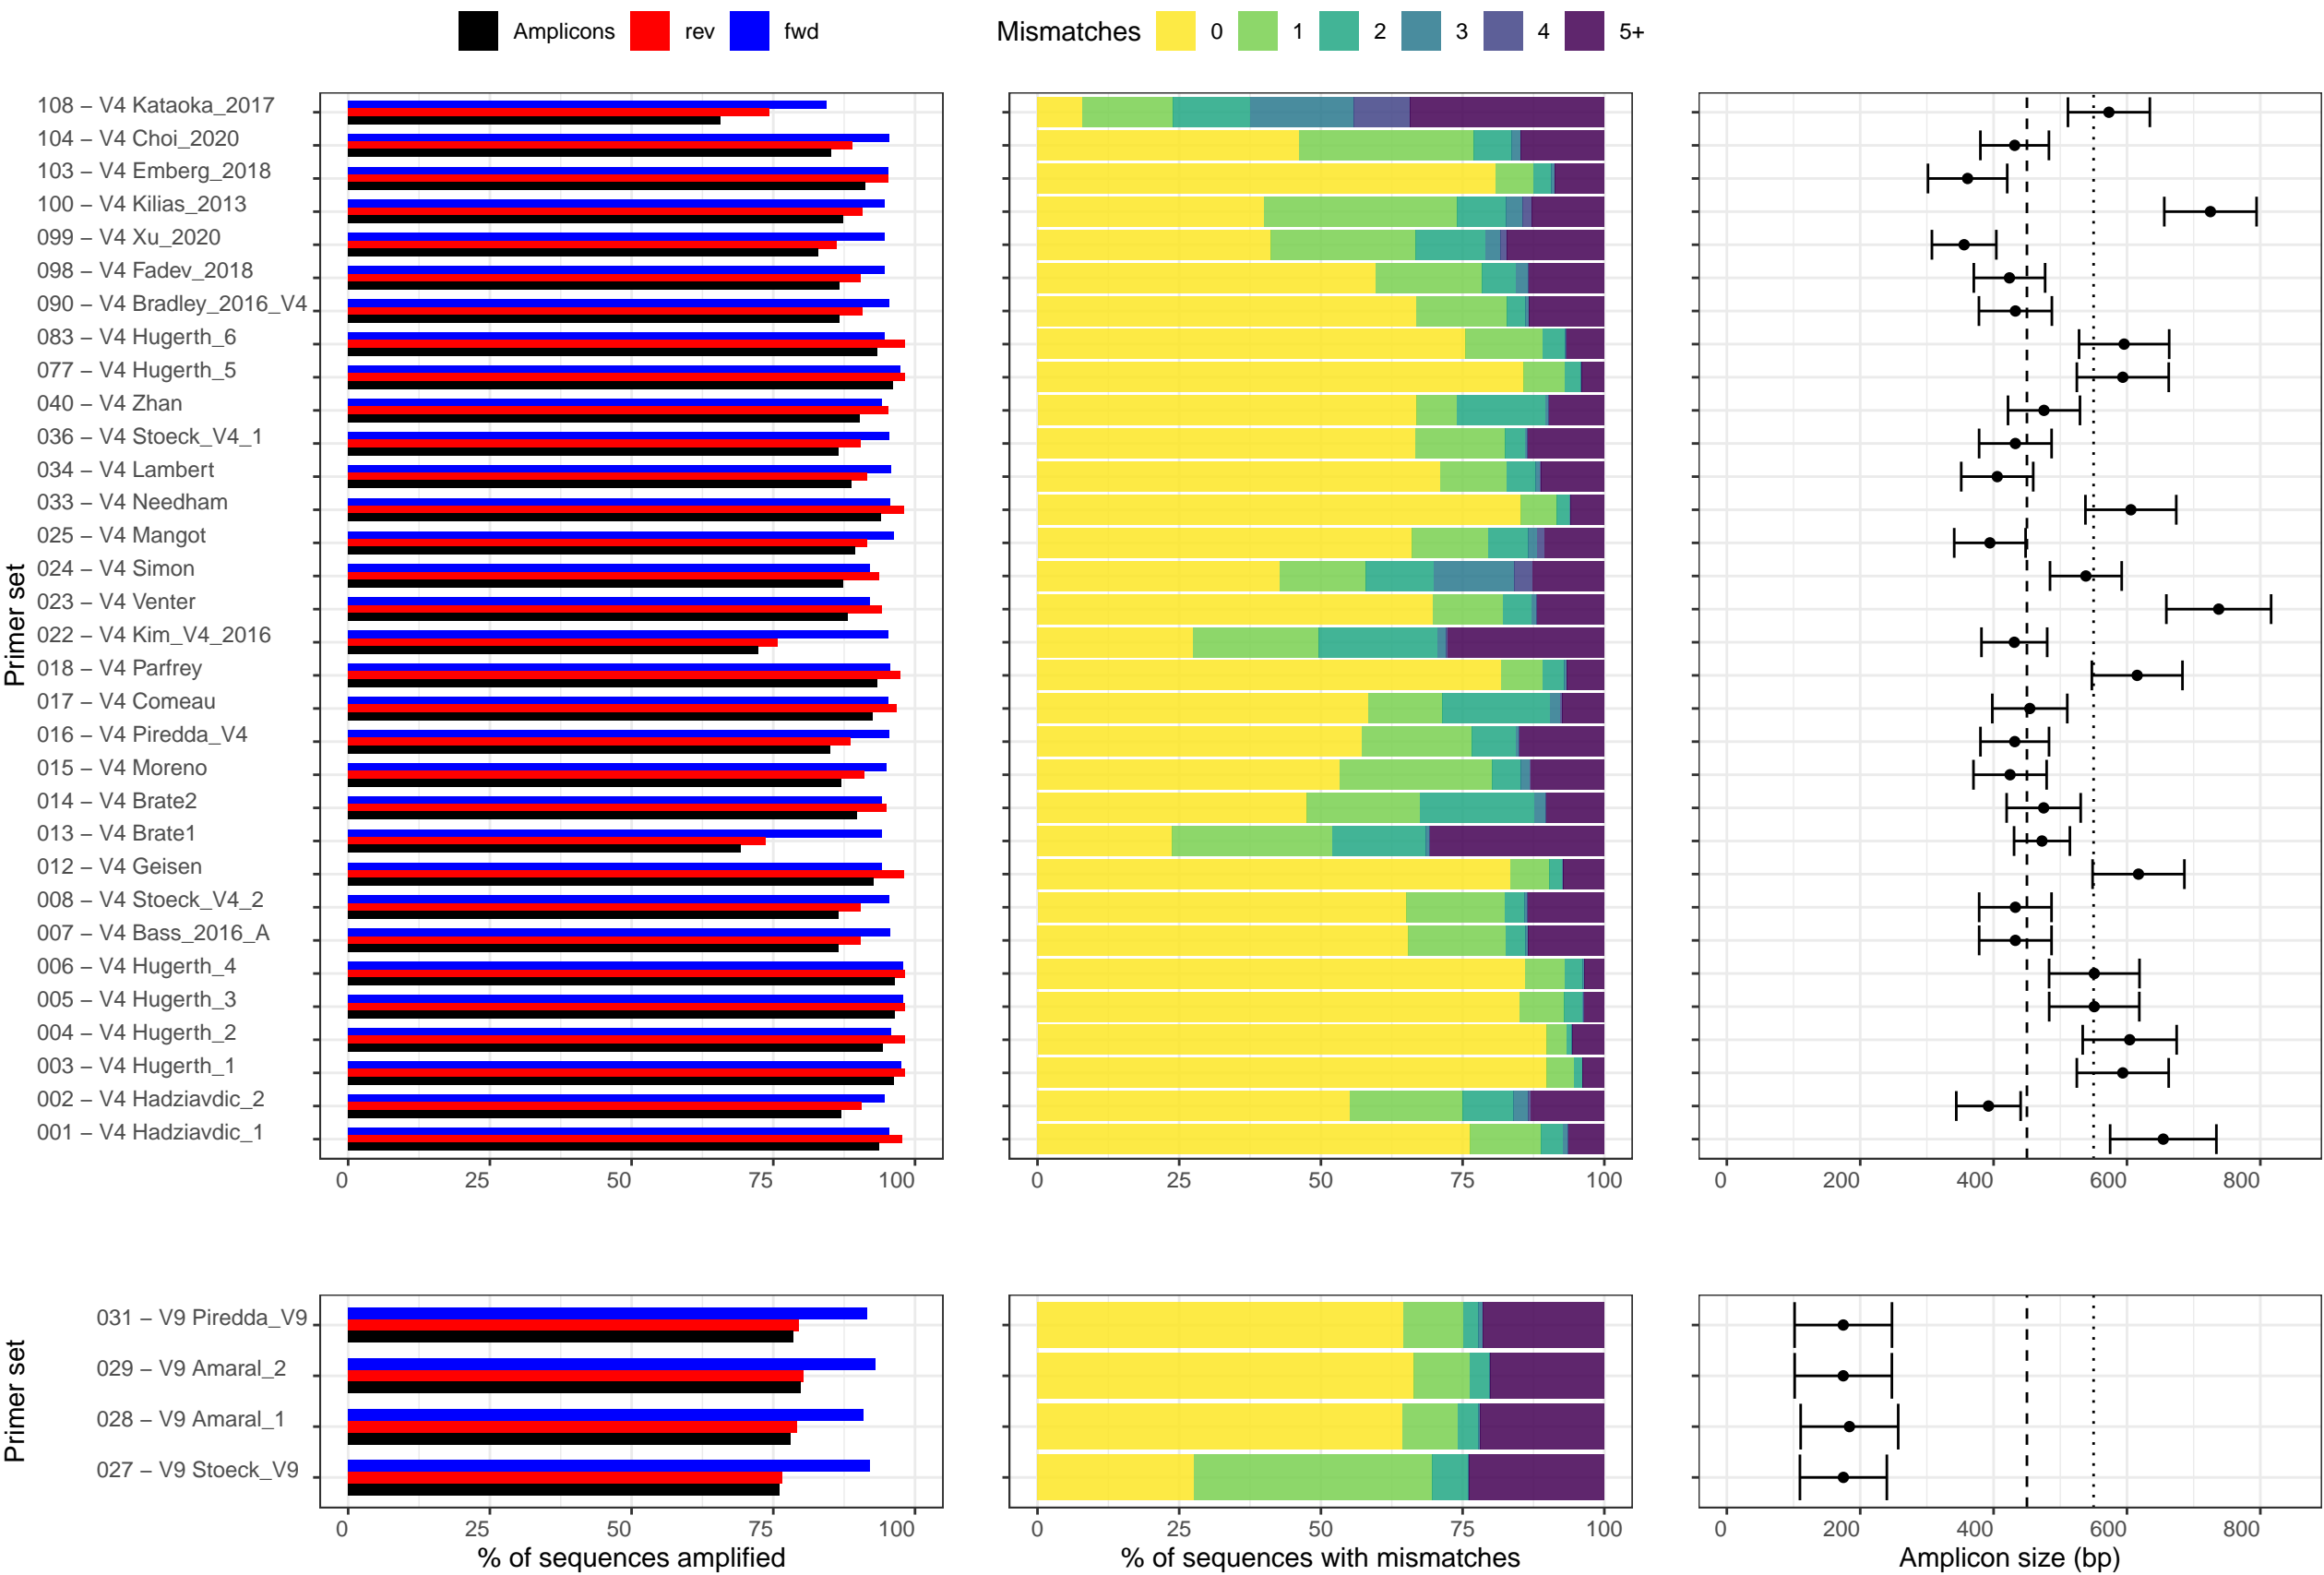 Amplicons rev fwd
Mismatches 0 1 2 3 4 5+
Primer set
108 – V4 Kataoka_2017
104 – V4 Choi_2020
103 – V4 Emberg_2018
100 – V4 Kilias_2013
099 – V4 Xu_2020
098 – V4 Fadev_2018
090 – V4 Bradley_2016_V4
083 – V4 Hugerth_6
077 – V4 Hugerth_5
040 – V4 Zhan
036 – V4 Stoeck_V4_1
034 – V4 Lambert
033 – V4 Needham
025 – V4 Mangot
024 – V4 Simon
023 – V4 Venter
022 – V4 Kim_V4_2016
018 – V4 Parfrey
017 – V4 Comeau
016 – V4 Piredda_V4
015 – V4 Moreno
014 – V4 Brate2
013 – V4 Brate1
012 – V4 Geisen
008 – V4 Stoeck_V4_2
007 – V4 Bass_2016_A
006 – V4 Hugerth_4
005 – V4 Hugerth_3
004 – V4 Hugerth_2
003 – V4 Hugerth_1
002 – V4 Hadziavdic_2
001 – V4 Hadziavdic_1
0 25 50 75 100
0 25 50 75 100
0 200 400 600 800
Primer set
031 – V9 Piredda_V9
029 – V9 Amaral_2
028 – V9 Amaral_1
027 – V9 Stoeck_V9
0 25 50 75 100
0 25 50 75 100
0 200 400 600 800
% of sequences amplified
% of sequences with mismatches
Amplicon size (bp)